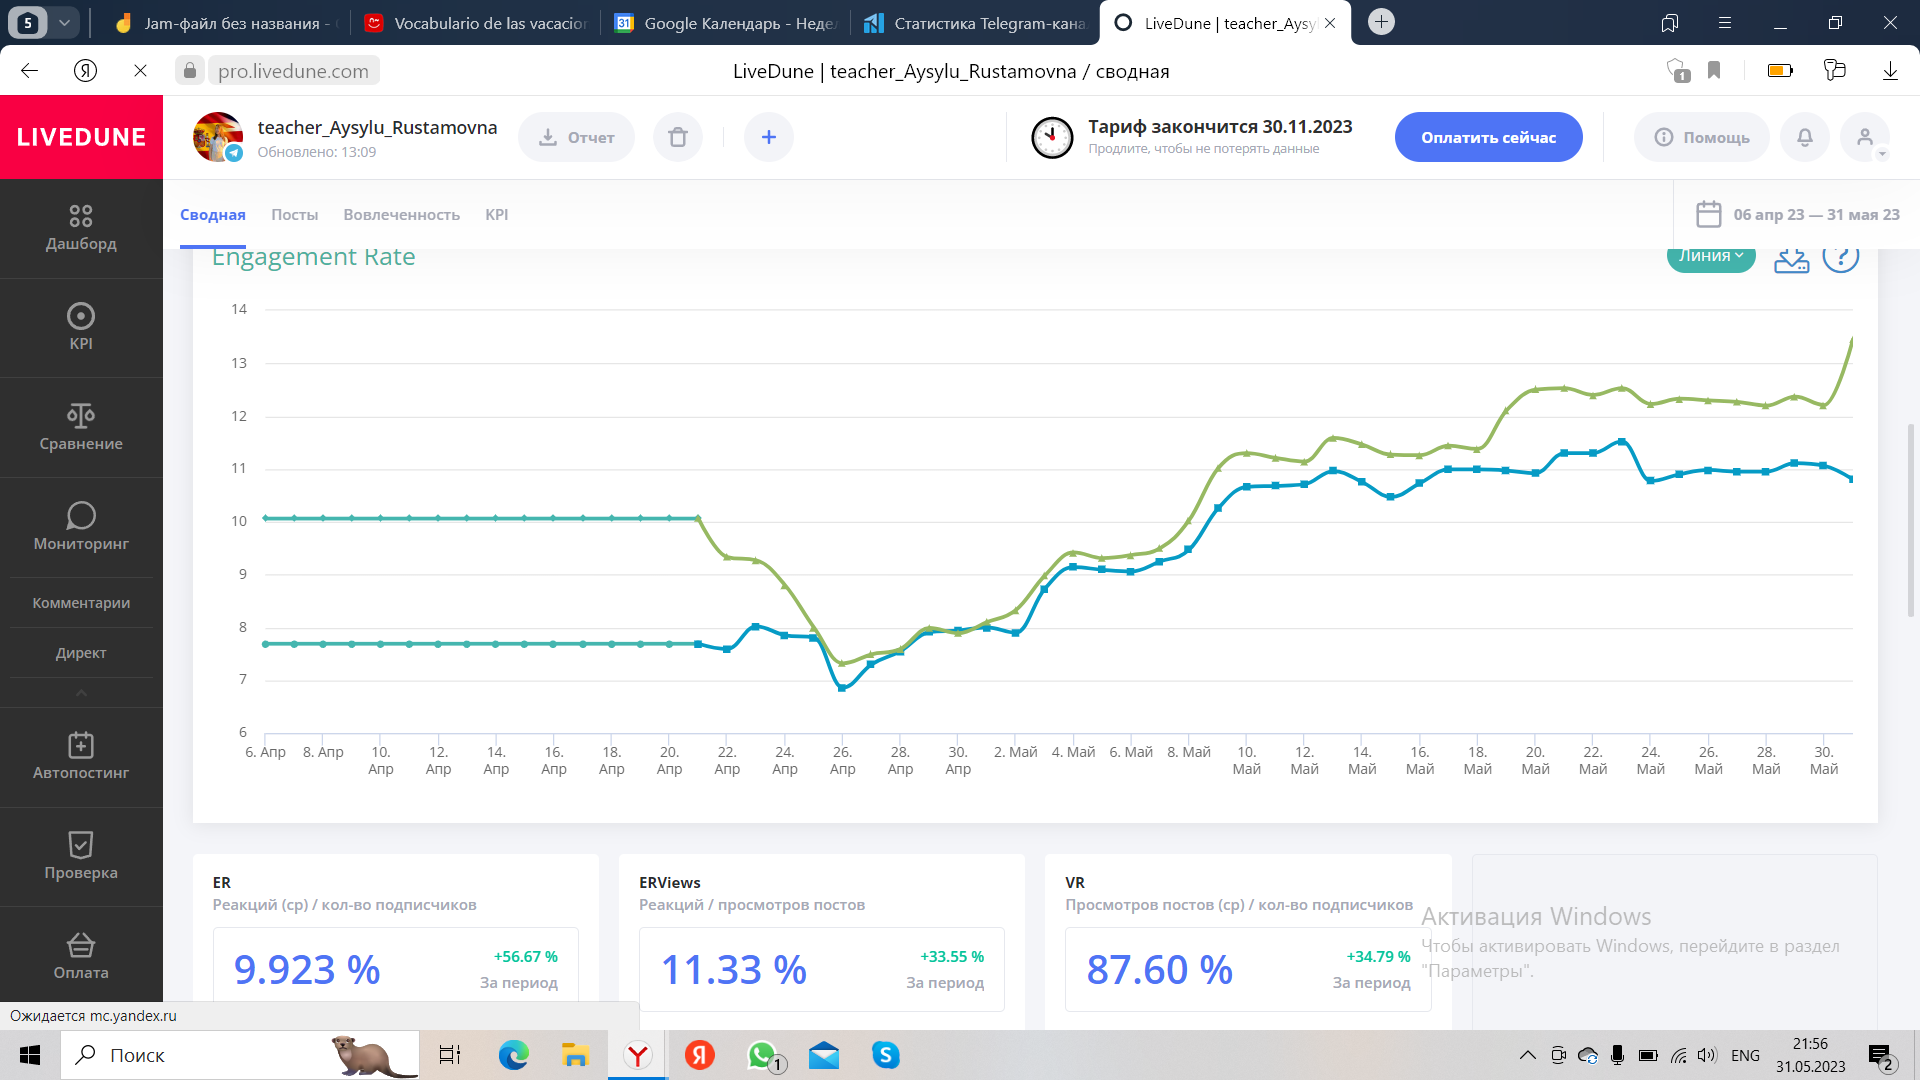 5
Jam-файл без названия -
Vocabulario de las vacacio
31
Google Календарь - Неде
Статистика Telegram-кана
LiveDune | teacher_Aysy
Я
pro.livedune.com
LiveDune | teacher_Aysylu_Rustamovna / сводная
1
LIVEDUNE
teacher_Aysylu_Rustamovna
Обновлено: 13:09
Отчет
Тариф закончится 30.11.2023
Продлите, чтобы не потерять данные
Оплатить сейчас
Помощь
Сводная
Посты
Вовлеченность
KPI
06 апр 23 — 31 мая 23
Дашборд
KPI
Сравнение
Мониторинг
Комментарии
Директ
Автопостинг
Проверка
Оплата
Engagement Rate
Линия
?
14
13
12
11
10
9
8
7
6
6. Апр
8. Апр
10. Апр
12. Апр
14. Апр
16. Апр
18. Апр
20. Апр
22. Апр
24. Апр
26. Апр
28. Апр
30. Апр
2. Май
4. Май
6. Май
8. Май
10. Май
12. Май
14. Май
16. Май
18. Май
20. Май
22. Май
24. Май
26. Май
28. Май
30. Май
ER
Реакций (ср) / кол-во подписчиков
9.923 %
+56.67 %
За период
ERViews
Реакций / просмотров постов
11.33 %
+33.55 %
За период
VR
Просмотров постов (ср) / кол-во подписчиков
87.60 %
+34.79 %
За период
Активация Windows
Чтобы активировать Windows, перейдите в раздел
"Параметры".
Ожидается mc.yandex.ru
Поиск
Y
Я
1
S
ENG
21:56
31.05.2023
2